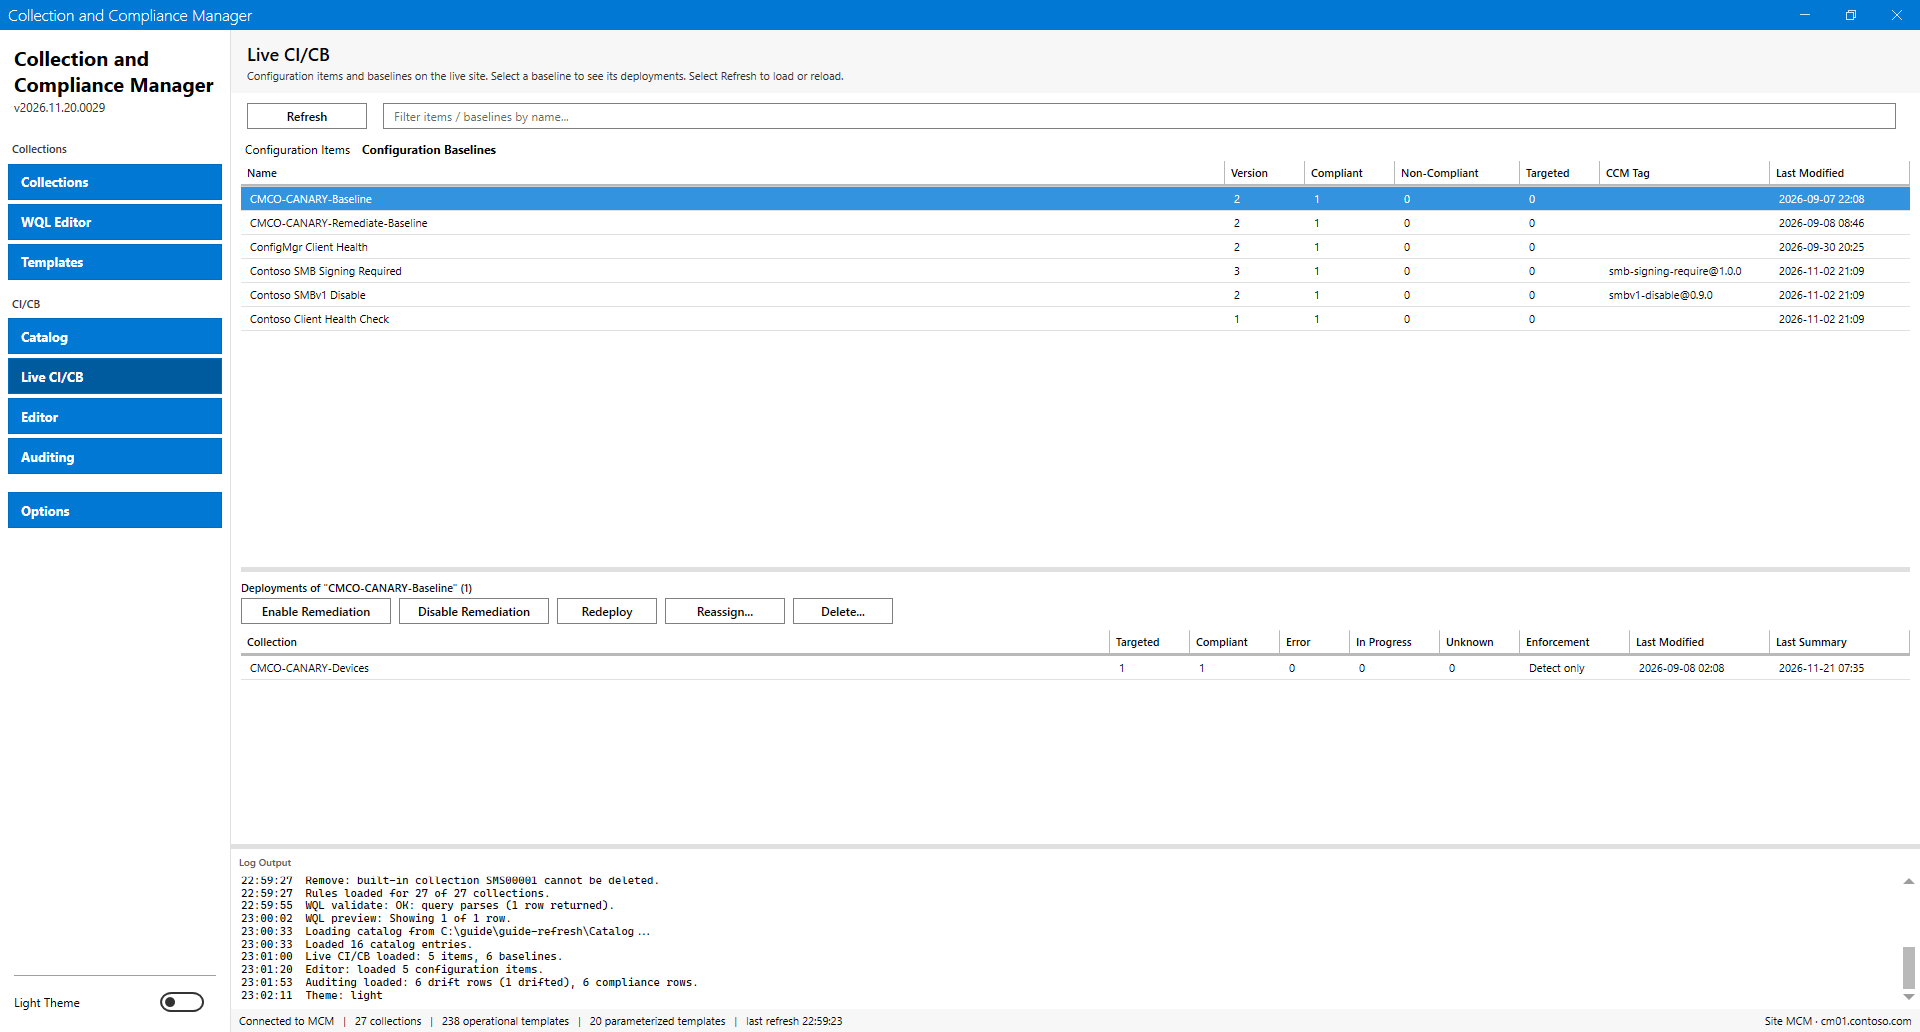 Collection and Compliance Manager
Collection and
Compliance Manager
v2026.11.20.0029
Collections
Collections
WQL Editor
Templates
CI/CB
Catalog
Live CI/CB
Editor
Auditing
Options
Light Theme
Live CI/CB
Configuration items and baselines on the live site. Select a baseline to see its deployments. Select Refresh to load or reload.
Refresh
Filter items / baselines by name...
Configuration Items Configuration Baselines
Name Version Compliant Non-Compliant Targeted CCM Tag Last Modified
CMCO-CANARY-Baseline 2 1 0 0 2026-09-07 22:08
CMCO-CANARY-Remediate-Baseline 2 1 0 0 2026-09-08 08:46
ConfigMgr Client Health 2 1 0 0 2026-09-30 20:25
Contoso SMB Signing Required 3 1 0 0 smb-signing-require@1.0.0 2026-11-02 21:09
Contoso SMBv1 Disable 2 1 0 0 smbv1-disable@0.9.0 2026-11-02 21:09
Contoso Client Health Check 1 1 0 0 2026-11-02 21:09
Deployments of "CMCO-CANARY-Baseline" (1)
Enable Remediation Disable Remediation Redeploy Reassign... Delete...
Collection Targeted Compliant Error In Progress Unknown Enforcement Last Modified Last Summary
CMCO-CANARY-Devices 1 1 0 0 0 Detect only 2026-09-08 02:08 2026-11-21 07:35
Log Output
22:59:27 Remove: built-in collection SMS00001 cannot be deleted.
22:59:27 Rules loaded for 27 of 27 collections.
22:59:55 WQL validate: OK: query parses (1 row returned).
23:00:02 WQL preview: Showing 1 of 1 row.
23:00:33 Loading catalog from C:\guide\guide-refresh\Catalog...
23:00:33 Loaded 16 catalog entries.
23:01:00 Live CI/CB loaded: 5 items, 6 baselines.
23:01:20 Editor: loaded 5 configuration items.
23:01:53 Auditing loaded: 6 drift rows (1 drifted), 6 compliance rows.
23:02:11 Theme: light
Connected to MCM | 27 collections | 238 operational templates | 20 parameterized templates | last refresh 22:59:23
Site MCM · cm01.contoso.com